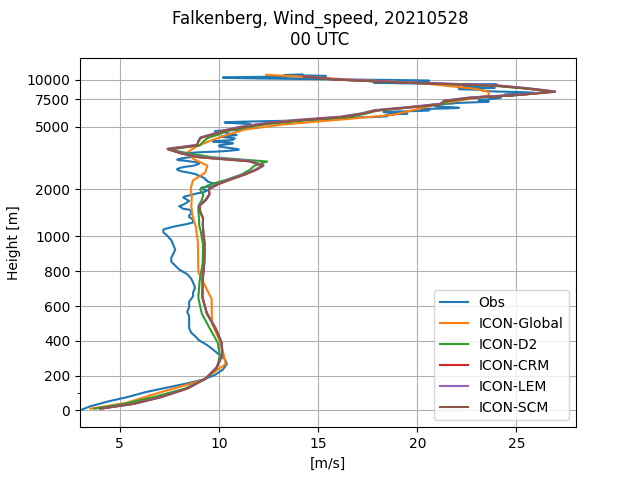 Falkenberg, Wind_speed, 20210528
00 UTC
10000
7500
5000
2000
1000
800
600
400
200
0
Height [m]
5
10
15
20
25
[m/s]
Obs
ICON-Global
ICON-D2
ICON-CRM
ICON-LEM
ICON-SCM